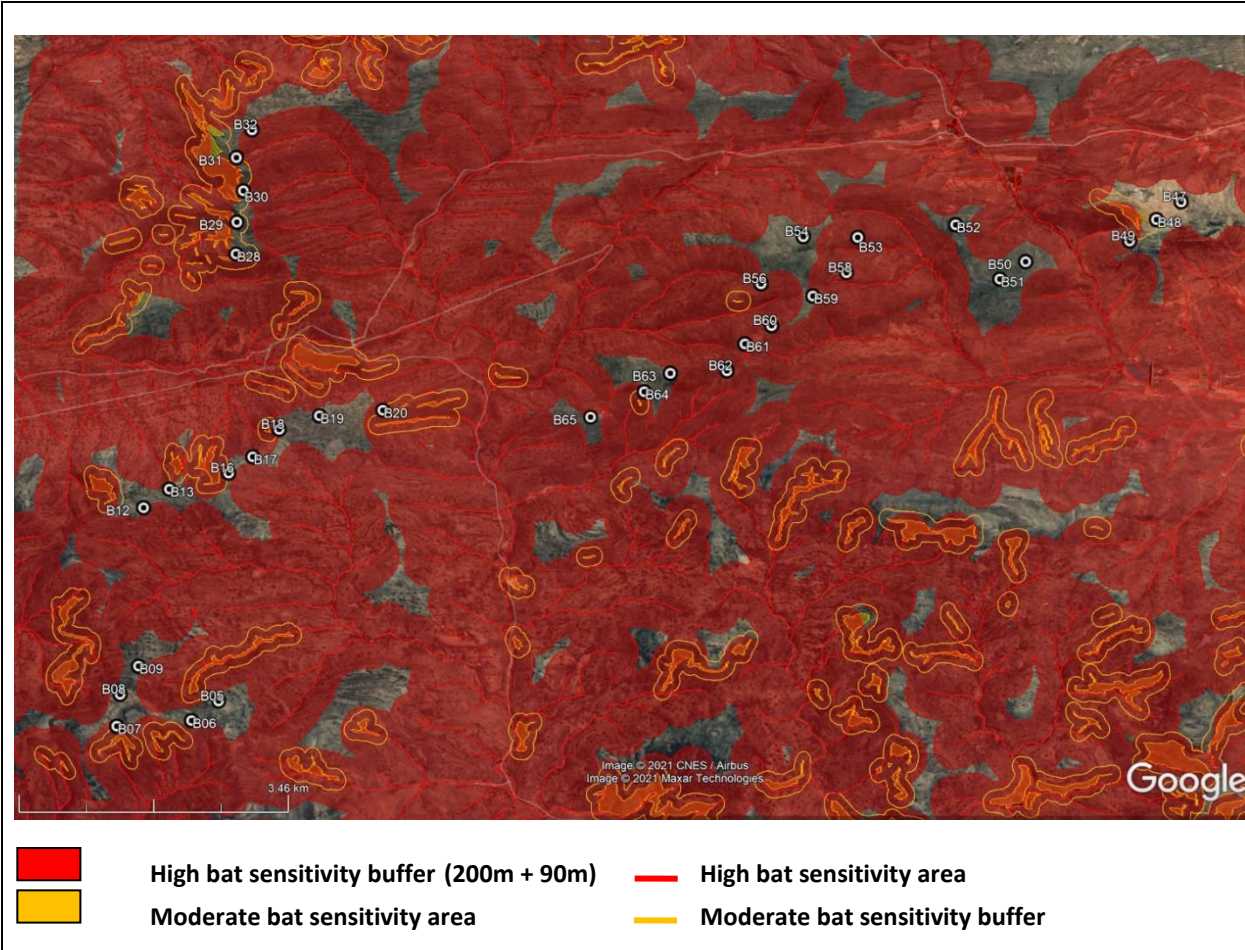 B32
B31
B30
B29
B28
B47
B48
B49
B52
B54
B53
B50
B51
B58
B56
B59
B60
B61
B62
B63
B64
B65
B20
B19
B18
B17
B16
B13
B12
B09
B08
B05
B06
B07
Image © 2021 CNES / Airbus
Image © 2021 Maxar Technologies
Google
3.46 km
High bat sensitivity buffer (200m + 90m)
High bat sensitivity area
Moderate bat sensitivity area
Moderate bat sensitivity buffer